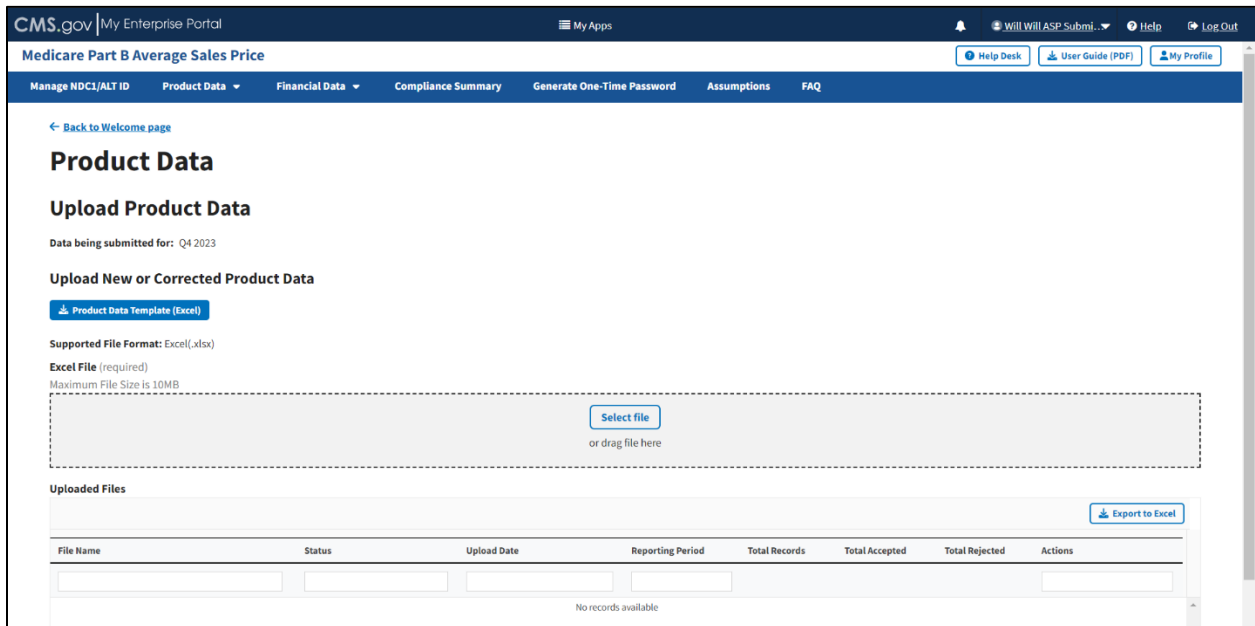 CMS.gov My Enterprise Portal My Apps Will Will ASP Submi... Help Log Out
Medicare Part B Average Sales Price Help Desk User Guide (PDF) My Profile
Manage NDC1/ALT ID Product Data Financial Data Compliance Summary Generate One-Time Password Assumptions FAQ
Back to Welcome page
Product Data
Upload Product Data
Data being submitted for: Q4 2023
Upload New or Corrected Product Data
Product Data Template (Excel)
Supported File Format: Excel(.xlsx)
Excel File (required)
Maximum File Size is 10MB
Select file
or drag file here
Uploaded Files
Export to Excel
File Name Status Upload Date Reporting Period Total Records Total Accepted Total Rejected Actions
No records available